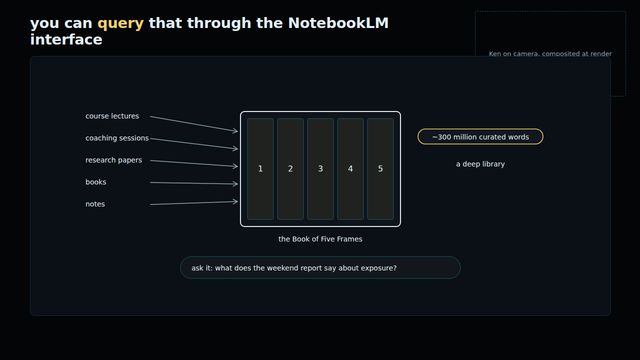 you can query that through the NotebookLM
interface
Ken on camera, composited at render
course lectures
coaching sessions
research papers
books
notes
1 2 3 4 5
~300 million curated words
a deep library
the Book of Five Frames
ask it: what does the weekend report say about exposure?